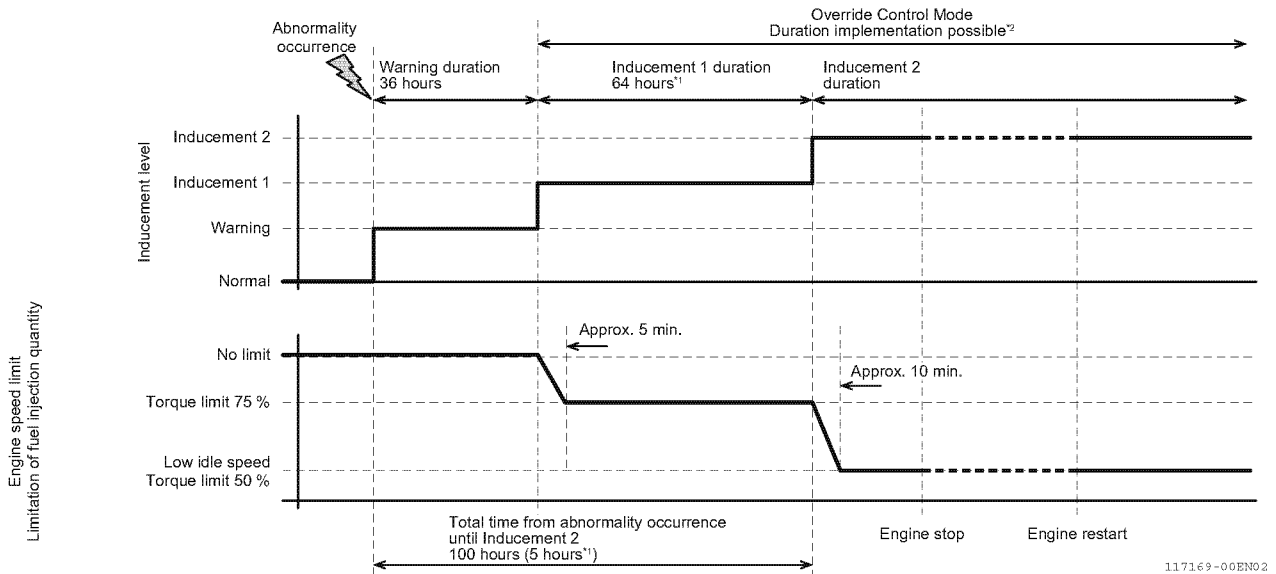 Override Control Mode
Duration implementation possible*2
Abnormality
occurrence
Warning duration
36 hours
Inducement 1 duration
64 hours*1
Inducement 2
duration
Inducement level
Inducement 2
Inducement 1
Warning
Normal
Engine speed limit
Limitation of fuel injection quantity
No limit
Approx. 5 min.
Torque limit 75 %
Approx. 10 min.
Low idle speed
Torque limit 50 %
Total time from abnormality occurrence
until Inducement 2
100 hours (5 hours*1)
Engine stop
Engine restart
117169-00EN02